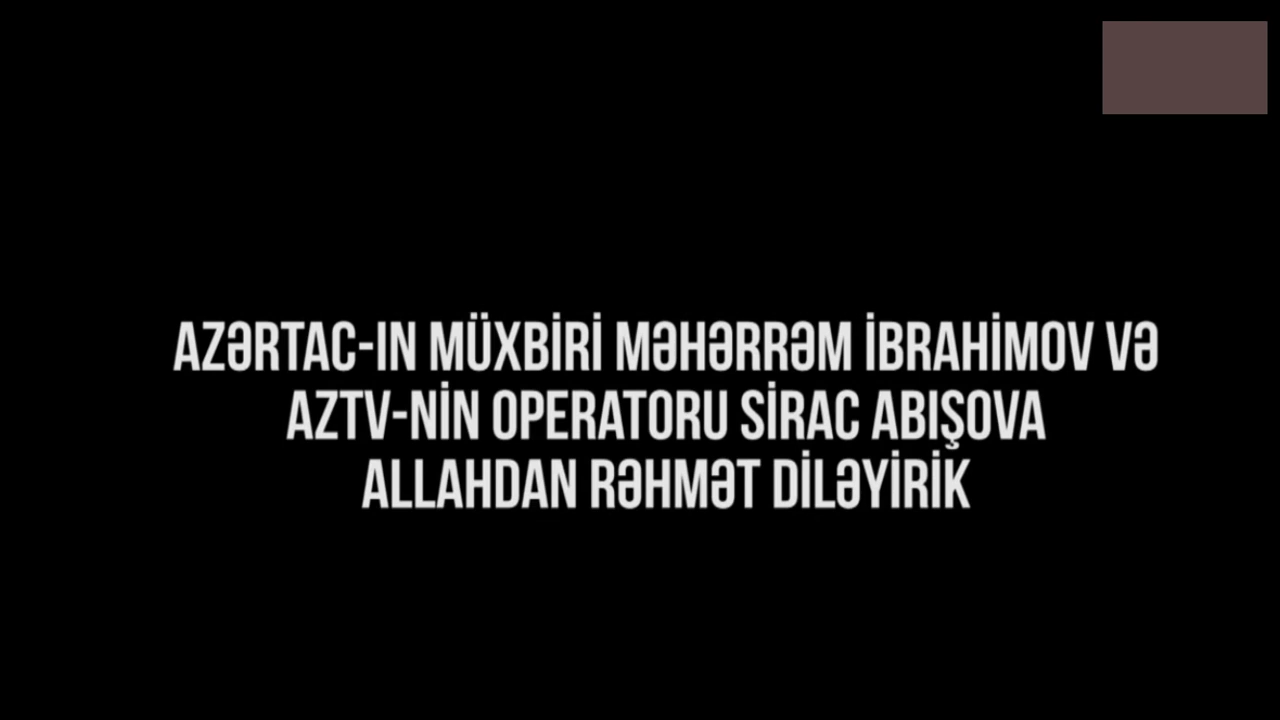 AZƏRTAC-IN MÜXBİRİ MƏHƏRRƏM İBRAHİMOV VƏ
AZTV-NİN OPERATORU SİRAC ABIŞOVA
ALLAHDAN RƏHMƏT DİLƏYİRİK